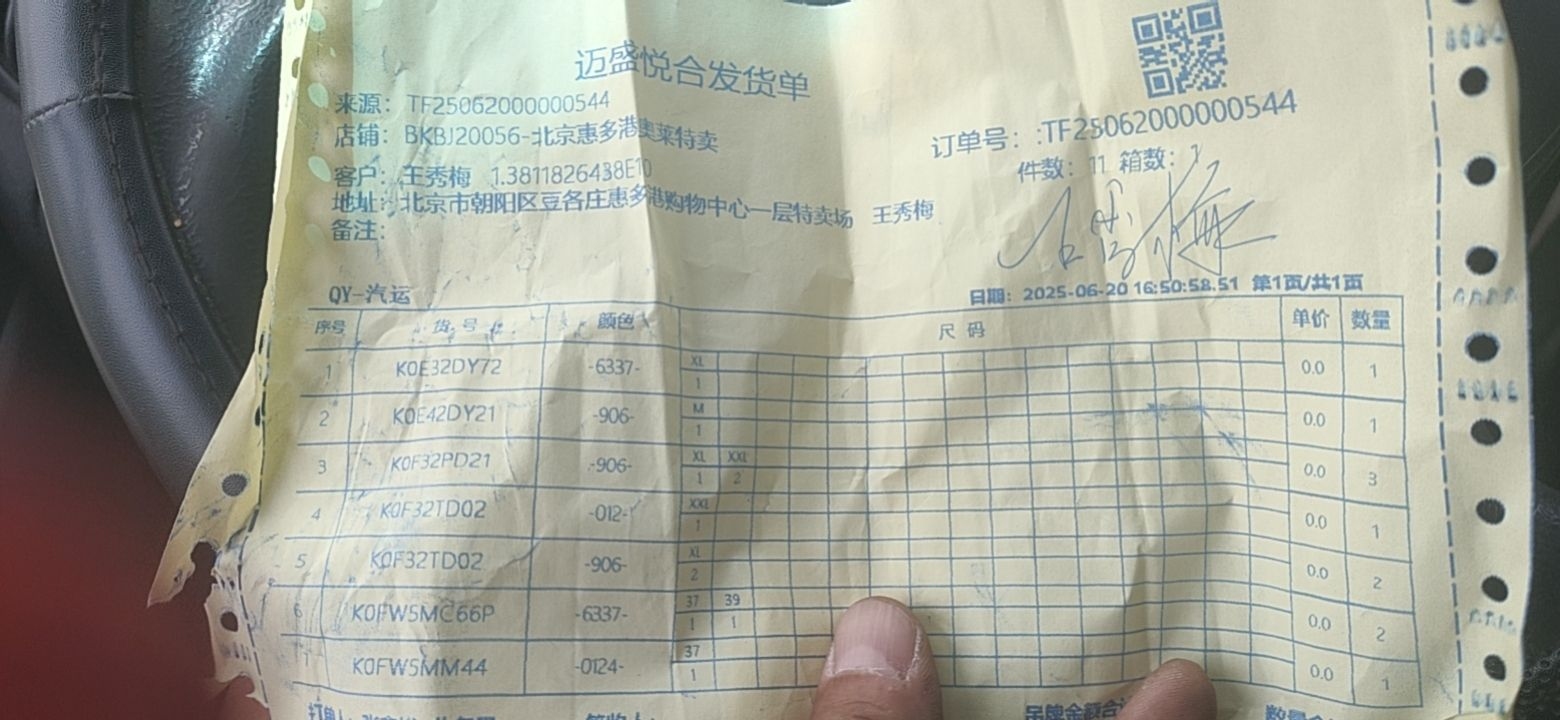 迈盛悦合发货单
来源: TF25062000000544
店铺: BKBJ20056-北京惠多港奥莱特卖
订单号: :TF25062000000544
客户: 王秀梅 1.3811826438E10
件数: 11 箱数: 1
地址: 北京市朝阳区豆各庄惠多港购物中心一层特卖场 王秀梅
备注:
QY-汽运
日期: 2025-06-20 16:50:58.51 第1页/共1页
序号 货号 颜色 尺码 单价 数量
XL
1 K0E32DY72 -6337- 1 0.0 1
M
2 K0E42DY21 -906- 1 0.0 1
XL XXL
3 K0F32PD21 -906- 1 2 0.0 3
XXL
4 K0F32TD02 -012- 1 0.0 1
XL
5 K0F32TD02 -906- 2 0.0 2
37 39
6 K0FW5MC66P -6337- 1 1 0.0 2
37
7 K0FW5MM44 -0124- 1 0.0 1